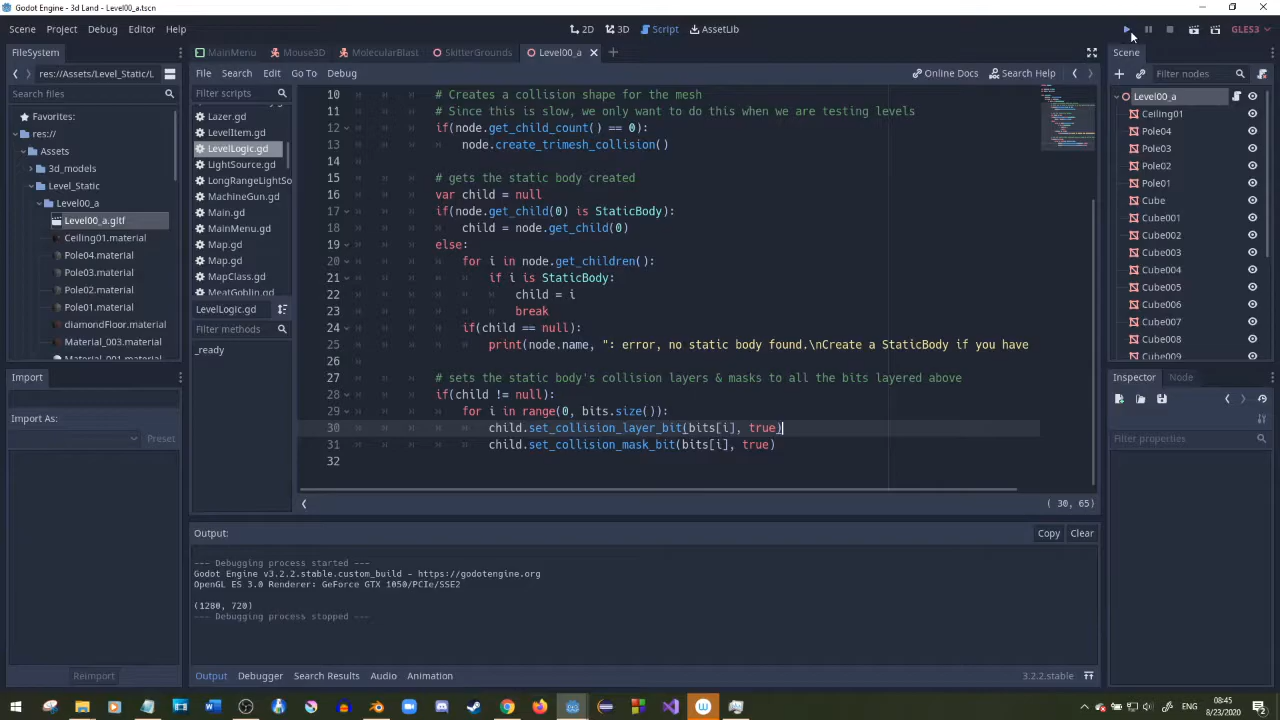 Godot Engine - 3d Land - Level00_a.tscn
Scene Project Debug Editor Help
2D 3D Script AssetLib
GLES3
FileSystem
res://Assets/Level_Static/L
Search files
Favorites:
res://
Assets
3d_models
Level_Static
Level00_a
Level00_a.gltf
Ceiling01.material
Pole04.material
Pole03.material
Pole02.material
Pole01.material
diamondFloor.material
Material_003.material
Material_001.material
Import
Import As:
Preset
Reimport
MainMenu Mouse3D MolecularBlast SkitterGrounds Level00_a
File Search Edit Go To Debug
Online Docs Search Help
Filter scripts
Lazer.gd
LevelItem.gd
LevelLogic.gd
LightSource.gd
LongRangeLightSo
MachineGun.gd
Main.gd
MainMenu.gd
Map.gd
Map.gd
MapClass.gd
MeatGoblin.gd
LevelLogic.gd
Filter methods
_ready
10 # Creates a collision shape for the mesh
11 # Since this is slow, we only want to do this when we're testing levels
12 if(node.get_child_count() == 0):
13 node.create_trimesh_collision()
14
15 # gets the static body created
16 var child = null
17 if(node.get_child(0) is StaticBody):
18 child = node.get_child(0)
19 else:
20 for i in node.get_children():
21 if i is StaticBody:
22 child = i
23 break
24 if(child == null):
25 print(node.name, ": error, no static body found.\nCreate a StaticBody if you have
26
27 # sets the static body's collision layers & masks to all the bits layered above
28 if(child != null):
29 for i in range(0, bits.size()):
30 child.set_collision_layer_bit(bits[i], true)
31 child.set_collision_mask_bit(bits[i], true)
32
( 30, 65)
Output:
Copy Clear
--- Debugging process started ---
Godot Engine v3.2.2.stable.custom_build - https://godotengine.org
OpenGL ES 3.0 Renderer: GeForce GTX 1050/PCIe/SSE2
(1280, 720)
--- Debugging process stopped ---
Output Debugger Search Results Audio Animation
3.2.2.stable
Scene
Filter nodes
Level00_a
Ceiling01
Pole04
Pole03
Pole02
Pole01
Cube
Cube001
Cube002
Cube003
Cube004
Cube005
Cube006
Cube007
Cube008
Cube009
Inspector Node
Filter properties
08:45
8/23/2020